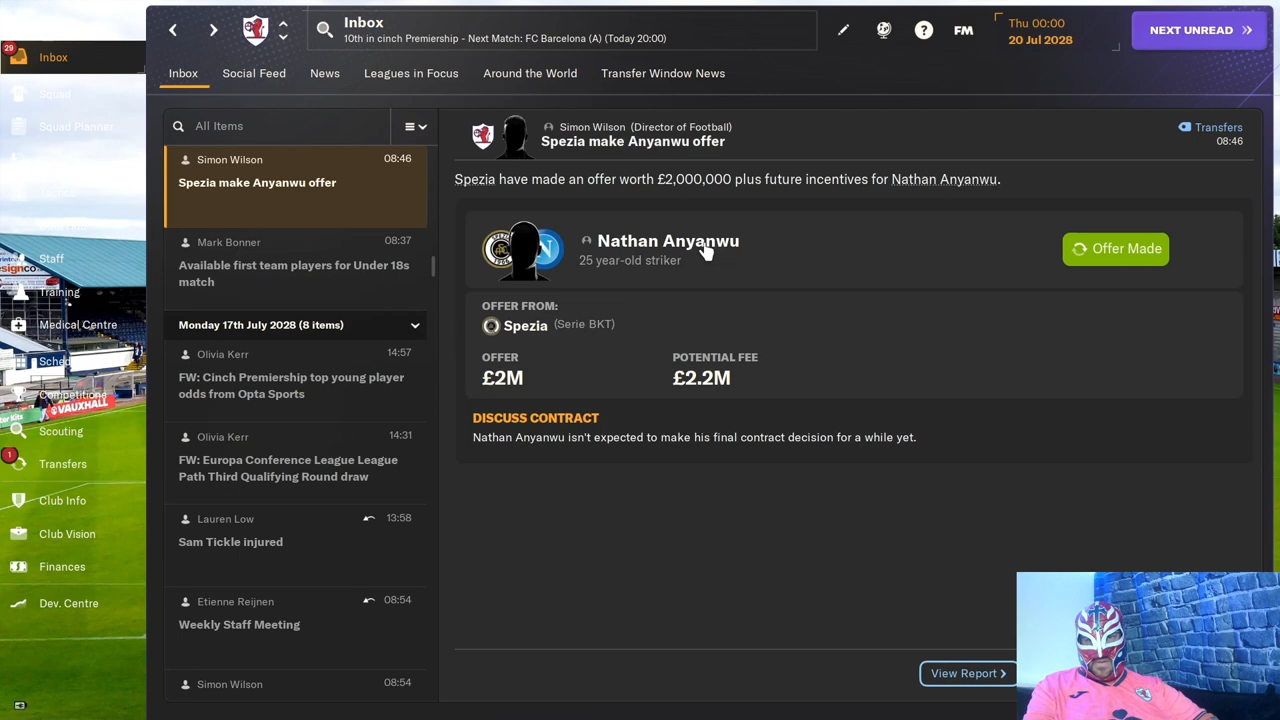 29
Inbox
Squad
Squad Planner
Staff
Training
Medical Centre
Sched
Competitions
Scouting
1
Transfers
Club Info
Club Vision
Finances
Dev. Centre
VAUXHALL
Inbox
10th in cinch Premiership - Next Match: FC Barcelona (A) (Today 20:00)
?
FM
Thu 00:00
20 Jul 2028
NEXT UNREAD
Inbox
Social Feed
News
Leagues in Focus
Around the World
Transfer Window News
All Items
Simon Wilson
08:46
Spezia make Anyanwu offer
Mark Bonner
08:37
Available first team players for Under 18s
match
Monday 17th July 2028 (8 items)
Olivia Kerr
14:57
FW: Cinch Premiership top young player
odds from Opta Sports
Olivia Kerr
14:31
FW: Europa Conference League League
Path Third Qualifying Round draw
Lauren Low
13:58
Sam Tickle injured
Etienne Reijnen
08:54
Weekly Staff Meeting
Simon Wilson
08:54
Simon Wilson (Director of Football)
Spezia make Anyanwu offer
Transfers
08:46
Spezia have made an offer worth £2,000,000 plus future incentives for Nathan Anyanwu.
Nathan Anyanwu
25 year-old striker
Offer Made
OFFER FROM:
Spezia (Serie BKT)
OFFER
£2M
POTENTIAL FEE
£2.2M
DISCUSS CONTRACT
Nathan Anyanwu isn't expected to make his final contract decision for a while yet.
View Report